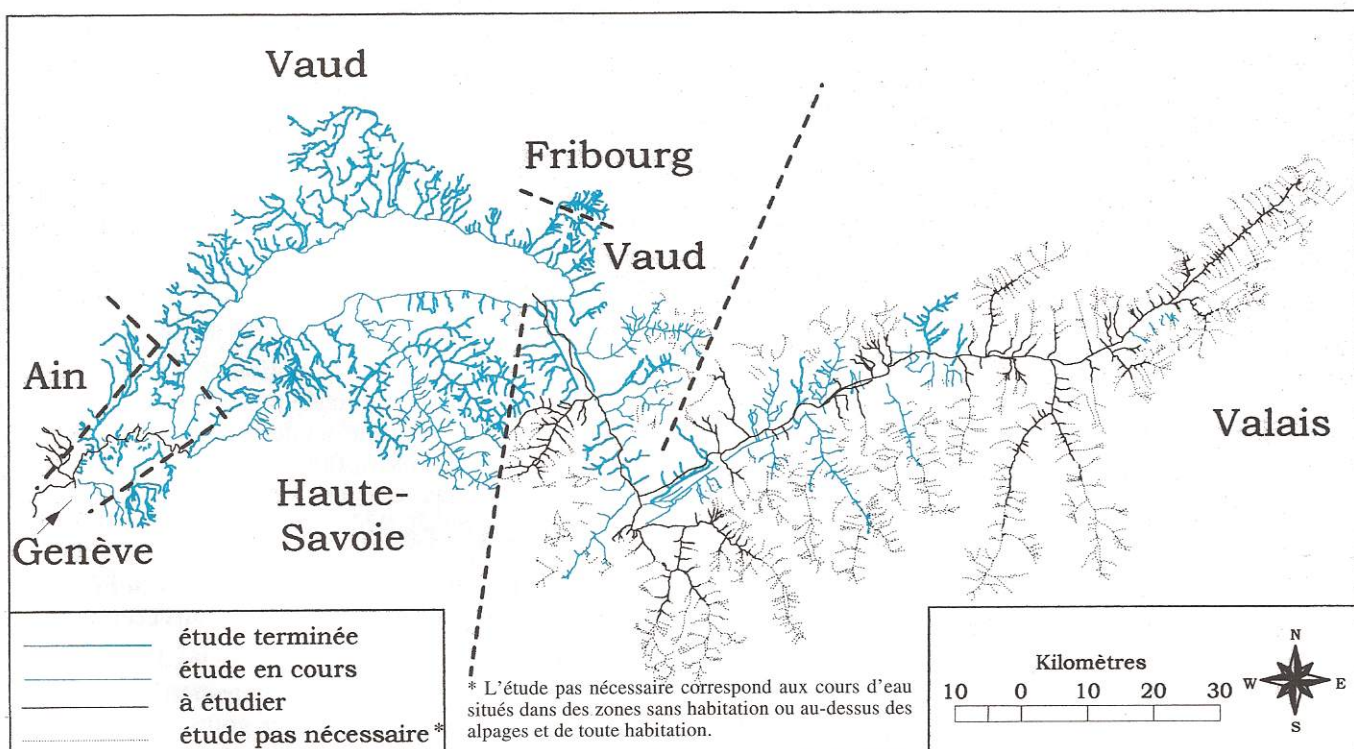 Vaud
Fribourg
Vaud
Ain
Valais
Haute-
Savoie
Genève
étude terminée
étude en cours
à étudier
étude pas nécessaire*
* L'étude pas nécessaire correspond aux cours d'eau
situés dans des zones sans habitation ou au-dessus des
alpages et de toute habitation.
Kilomètres
10 0 10 20 30
N
W E
S